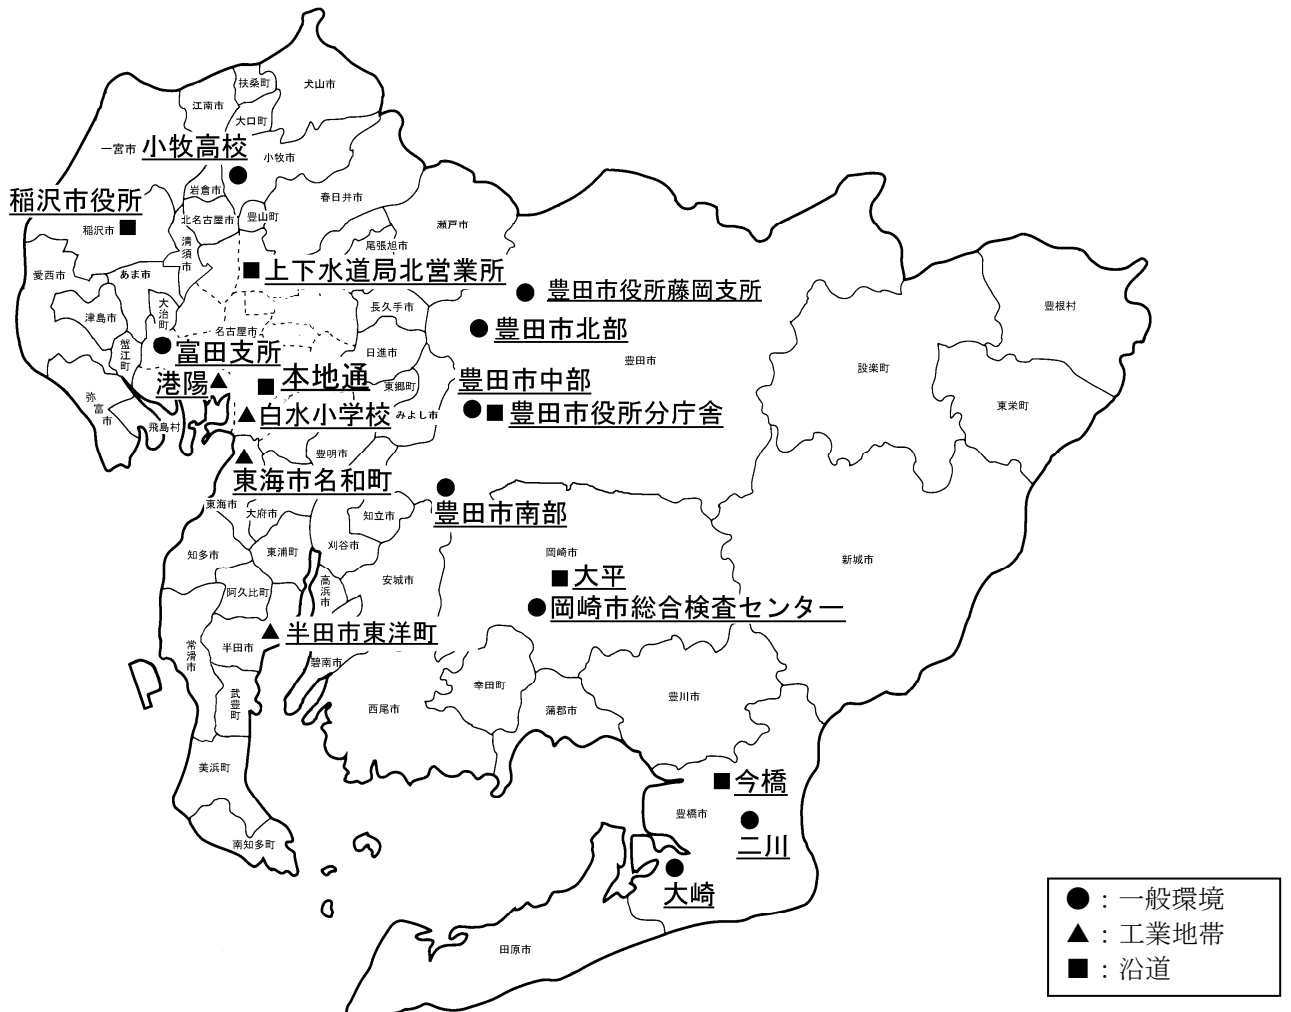 扶桑町
犬山市
江南市
大口町
一宮市
小牧高校
小牧市
岩倉市
春日井市
稲沢市役所
稲沢市
北名古屋市
豊山町
瀬戸市
清須市
尾張旭市
愛西市
あま市
上下水道局北営業所
豊田市役所藤岡支所
津島市
大治町
長久手市
豊根村
名古屋市
豊田市北部
蟹江町
富田支所
日進市
豊田市
設楽町
港陽
本地通
東郷町
豊田市中部
弥富市
飛島村
白水小学校
みよし市
豊田市役所分庁舎
東栄町
豊明市
東海市名和町
東海市
大府市
知立市
豊田市南部
知多市
東浦町
刈谷市
岡崎市
新城市
阿久比町
高浜市
安城市
大平
岡崎市総合検査センター
半田市東洋町
常滑市
半田市
碧南市
武豊町
西尾市
幸田町
蒲郡市
豊川市
美浜町
今橋
豊橋市
二川
南知多町
大崎
田原市
●：一般環境
▲：工業地帯
■：沿道